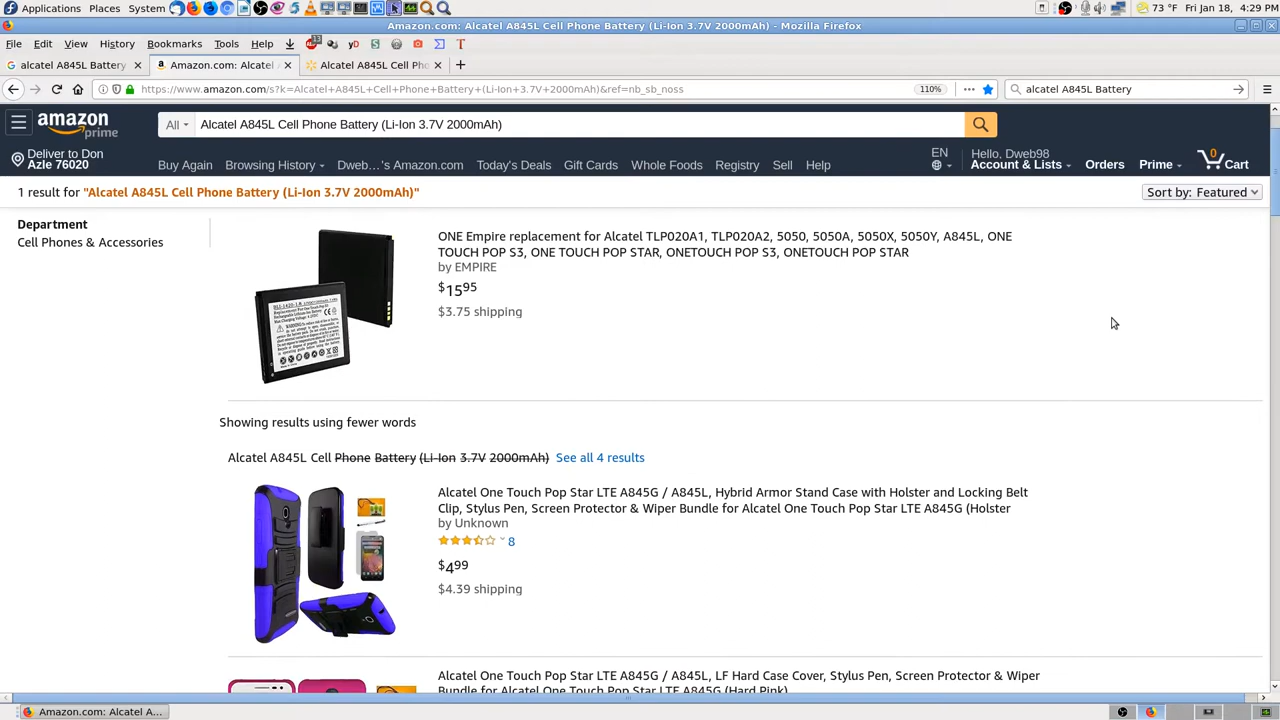 Applications Places System 73 °F Fri Jan 18, 4:29 PM
Amazon.com: Alcatel A845L Cell Phone Battery (Li-Ion 3.7V 2000mAh) - Mozilla Firefox
File Edit View History Bookmarks Tools Help
alcatel A845L Battery Amazon.com: Alcatel A Alcatel A845L Cell Pho
https://www.amazon.com/s?k=Alcatel+A845L+Cell+Phone+Battery+(Li-Ion+3.7V+2000mAh)&ref=nb_sb_noss 110% alcatel A845L Battery
amazon prime All Alcatel A845L Cell Phone Battery (Li-Ion 3.7V 2000mAh)
Deliver to Don
Azle 76020
Buy Again Browsing History Dweb...'s Amazon.com Today's Deals Gift Cards Whole Foods Registry Sell Help
EN Hello, Dweb98
Account & Lists Orders Prime 0 Cart
1 result for "Alcatel A845L Cell Phone Battery (Li-Ion 3.7V 2000mAh)" Sort by: Featured
Department
Cell Phones & Accessories
ONE Empire replacement for Alcatel TLP020A1, TLP020A2, 5050, 5050A, 5050X, 5050Y, A845L, ONE
TOUCH POP S3, ONE TOUCH POP STAR, ONETOUCH POP S3, ONETOUCH POP STAR
by EMPIRE
$15 95
$3.75 shipping
Showing results using fewer words
Alcatel A845L Cell Phone Battery (Li-Ion 3.7V 2000mAh) See all 4 results
Alcatel One Touch Pop Star LTE A845G / A845L, Hybrid Armor Stand Case with Holster and Locking Belt
Clip, Stylus Pen, Screen Protector & Wiper Bundle for Alcatel One Touch Pop Star LTE A845G (Holster
by Unknown
8
$4 99
$4.39 shipping
Alcatel One Touch Pop Star LTE A845G / A845L, LF Hard Case Cover, Stylus Pen, Screen Protector & Wiper
Bundle for Alcatel One Touch Pop Star LTE A845G (Hard Pink)
Amazon.com: Alcatel A...